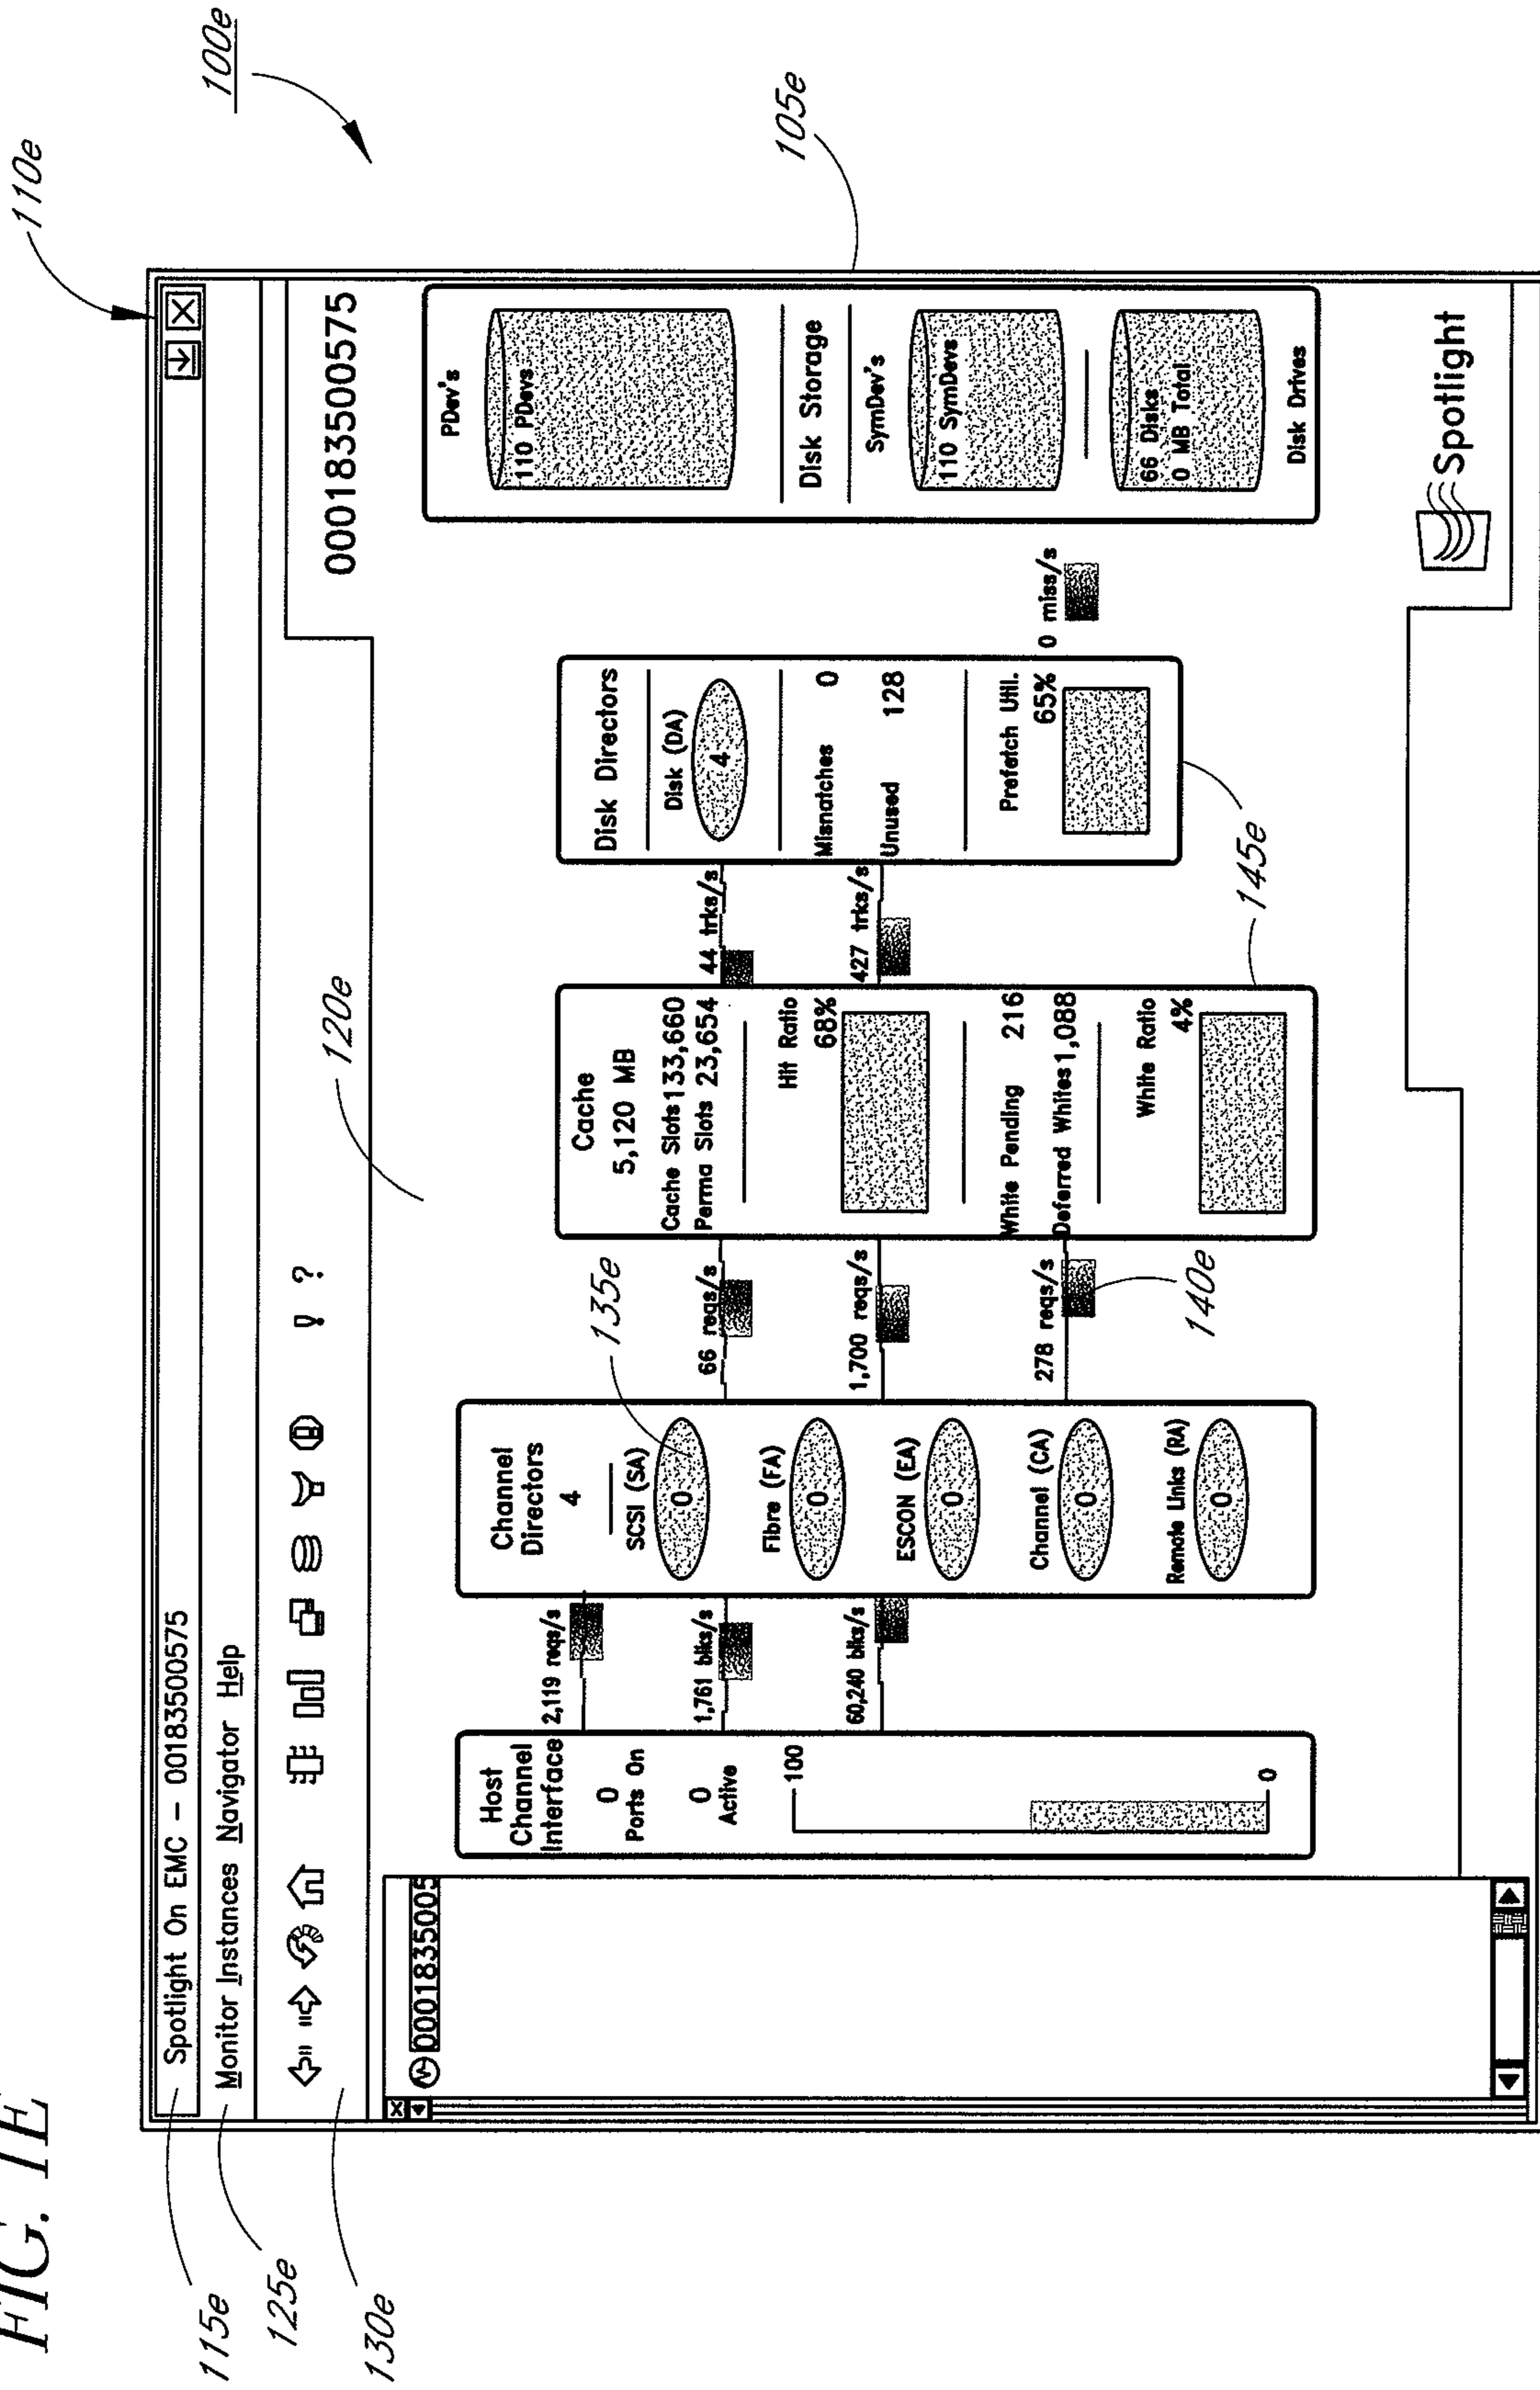 FIG. 1E
100e
110e
115e
Spotlight On EMC – 00183500575
125e
Monitor Instances Navigator Help
130e
! ?
120e
00018350005
000183500575
105e
Host
Channel
Interface
0
Ports On
0
Active
100
0
2,119 reqs/s
1,761 blks/s
60,240 blks/s
Channel
Directors
4
SCSI (SA)
0
135e
Fibre (FA)
0
ESCON (EA)
0
Channel (CA)
0
Remote Links (RA)
0
66 reqs/s
1,700 reqs/s
278 reqs/s
140e
Cache
5,120 MB
Cache Slots 133,660
Perma Slots 23,654
Hit Ratio
68%
White Pending 216
Deferred Whites 1,088
White Ratio
4%
145e
44 trks/s
427 trks/s
Disk Directors
Disk (DA)
4
Misnatches 0
Unused 128
Prefetch Util.
65%
0 miss/s
PDev's
110 PDevs
Disk Storage
SymDev's
110 SymDevs
66 Disks
0 MB Total
Disk Drives
Spotlight